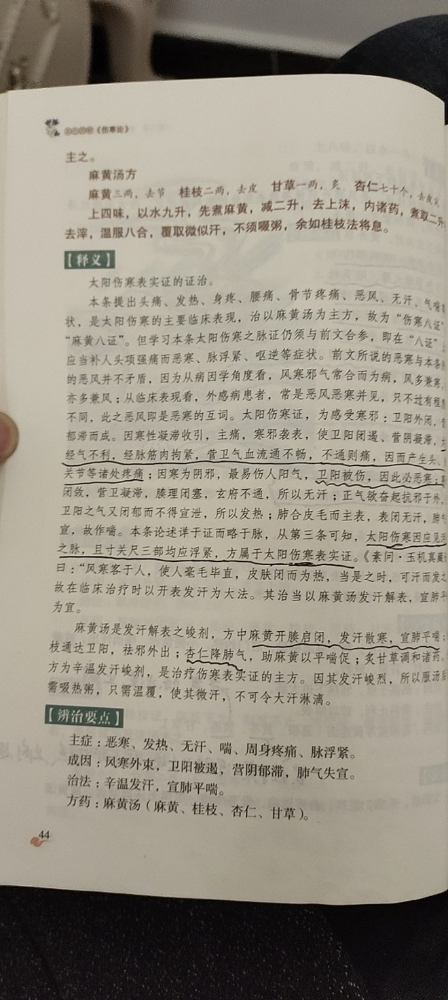 《伤寒论》
主之。
麻黄汤方
麻黄三两，去节 桂枝二两，去皮 甘草一两，炙 杏仁七十个，去皮尖
上四味，以水九升，先煮麻黄，减二升，去上沫，内诸药，煮取二升
去滓，温服八合，覆取微似汗，不须啜粥，余如桂枝法将息。
【释义】
太阳伤寒表实证的证治。
本条提出头痛、发热、身疼、腰痛、骨节疼痛、恶风、无汗、气喘
状，是太阳伤寒的主要临床表现，治以麻黄汤为主方，故为“伤寒八证”
“麻黄八证”。但学习本条太阳伤寒之脉证仍须与前文合参，即在“八证”上
应当补人头项强痛而恶寒、脉浮紧、呕逆等症状。前文所说的恶寒与本条
的恶风并不矛盾，因为从病因学角度看，风寒邪气常合而为病，风多兼寒，
亦多兼风；从临床表现看，外感病患者，常是恶风恶寒并见，只不过有程
不同，此之恶风即是恶寒的互词。太阳伤寒证，为感受寒邪：卫阳外闭，
郁滞而成。因寒性凝滞收引，主痛，寒邪袭表，使卫阳闭遏、营阴凝滞，
经气不利，经脉筋肉拘紧，营卫气血流通不畅，不通则痛，因而产生头、
关节等诸处疼痛；因寒为阴邪，最易伤人阳气，卫阳被伤，因此必恶寒；
闭敛，营卫凝滞，腠理闭塞，玄府不通，所以无汗；正气欲奋起抗邪于外，
卫阳之气又闭郁而不得宣泄，所以发热；肺合皮毛而主表，表闭无汗，肺气
宣，故作喘。本条论述详于证而略于脉，从第三条可知，太阳伤寒因应见
之脉，且寸关尺三部均应浮紧，方属于太阳伤寒表实证。《素问·玉机真藏
曰：“风寒客于人，使人毫毛毕直，皮肤闭而为热，当是之时，可汗而发之
故在临床治疗时以开表发汗为大法。其治当以麻黄汤发汗解表，宣肺平
为宜。
麻黄汤是发汗解表之峻剂，方中麻黄开腠启闭，发汗散寒，宣肺平喘；
枝通达卫阳，祛邪外出；杏仁降肺气，助麻黄以平喘促；炙甘草调和诸药。
方为辛温发汗峻剂，是治疗伤寒表实证的主方。因其发汗峻烈，所以服汤后
需啜热粥，只需温覆，使其微汗，不可令大汗淋漓。
【辨治要点】
主症：恶寒、发热、无汗、喘、周身疼痛、脉浮紧。
成因：风寒外束，卫阳被遏，营阴郁滞，肺气失宣。
治法：辛温发汗，宣肺平喘。
方药：麻黄汤（麻黄、桂枝、杏仁、甘草）。
44